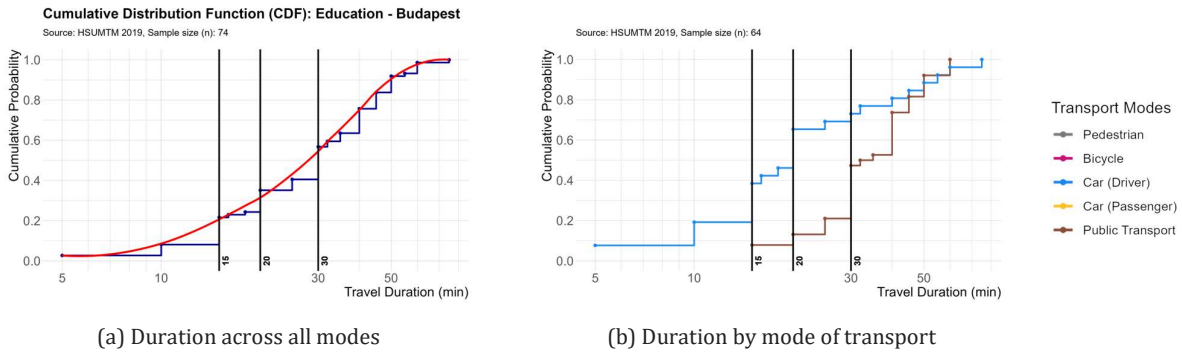 Cumulative Distribution Function (CDF): Education - Budapest
Source: HSUMTM 2019, Sample size (n): 74
Cumulative Probability
1.0
0.8
0.6
0.4
0.2
0.0
15
20
30
5
10
30
50
Travel Duration (min)
(a) Duration across all modes
Source: HSUMTM 2019, Sample size (n): 64
Cumulative Probability
1.0
0.8
0.6
0.4
0.2
0.0
15
20
30
5
10
30
50
Travel Duration (min)
(b) Duration by mode of transport
Transport Modes
Pedestrian
Bicycle
Car (Driver)
Car (Passenger)
Public Transport